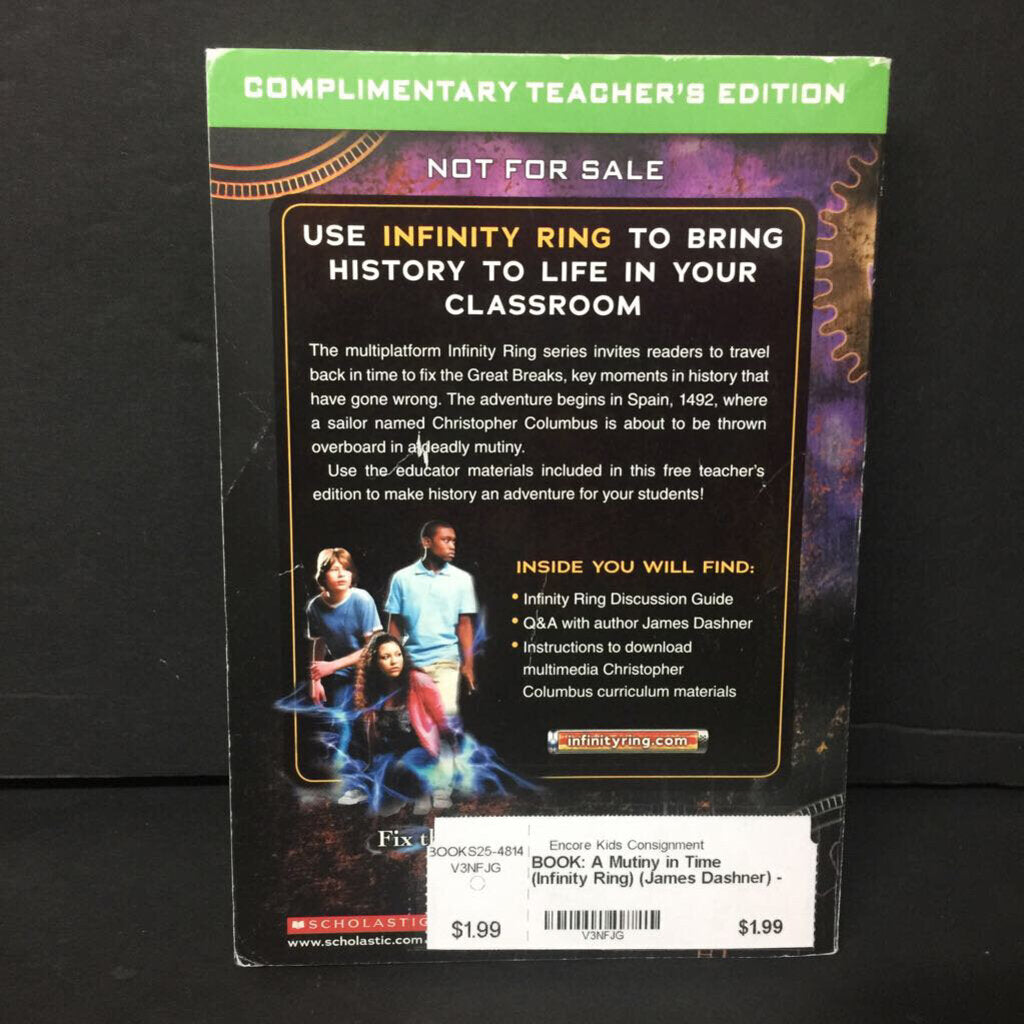 COMPLIMENTARY TEACHER'S EDITION
NOT FOR SALE
USE INFINITY RING TO BRING
HISTORY TO LIFE IN YOUR
CLASSROOM
The multiplatform Infinity Ring series invites readers to travel
back in time to fix the Great Breaks, key moments in history that
have gone wrong. The adventure begins in Spain, 1492, where
a sailor named Christopher Columbus is about to be thrown
overboard in a deadly mutiny.
Use the educator materials included in this free teacher's
edition to make history an adventure for your students!
INSIDE YOU WILL FIND:
• Infinity Ring Discussion Guide
• Q&A with author James Dashner
• Instructions to download
multimedia Christopher
Columbus curriculum materials
infinityring.com
Fix
BOOKS25-4814
V3NFJG
$1.99
Encore Kids Consignment
BOOK: A Mutiny in Time
(Infinity Ring) (James Dashner) -
V3NFJG
$1.99
SCHOLASTIC
www.scholastic.com